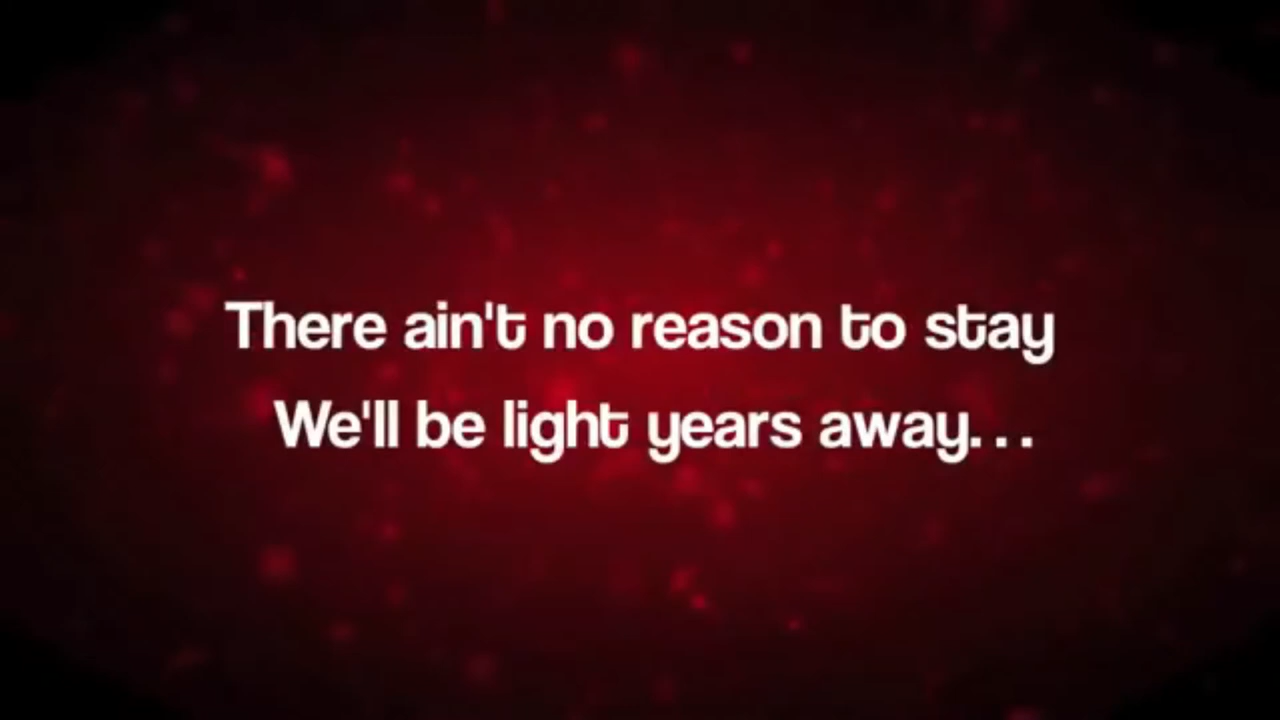 There ain't no reason to stay
We'll be light years away...